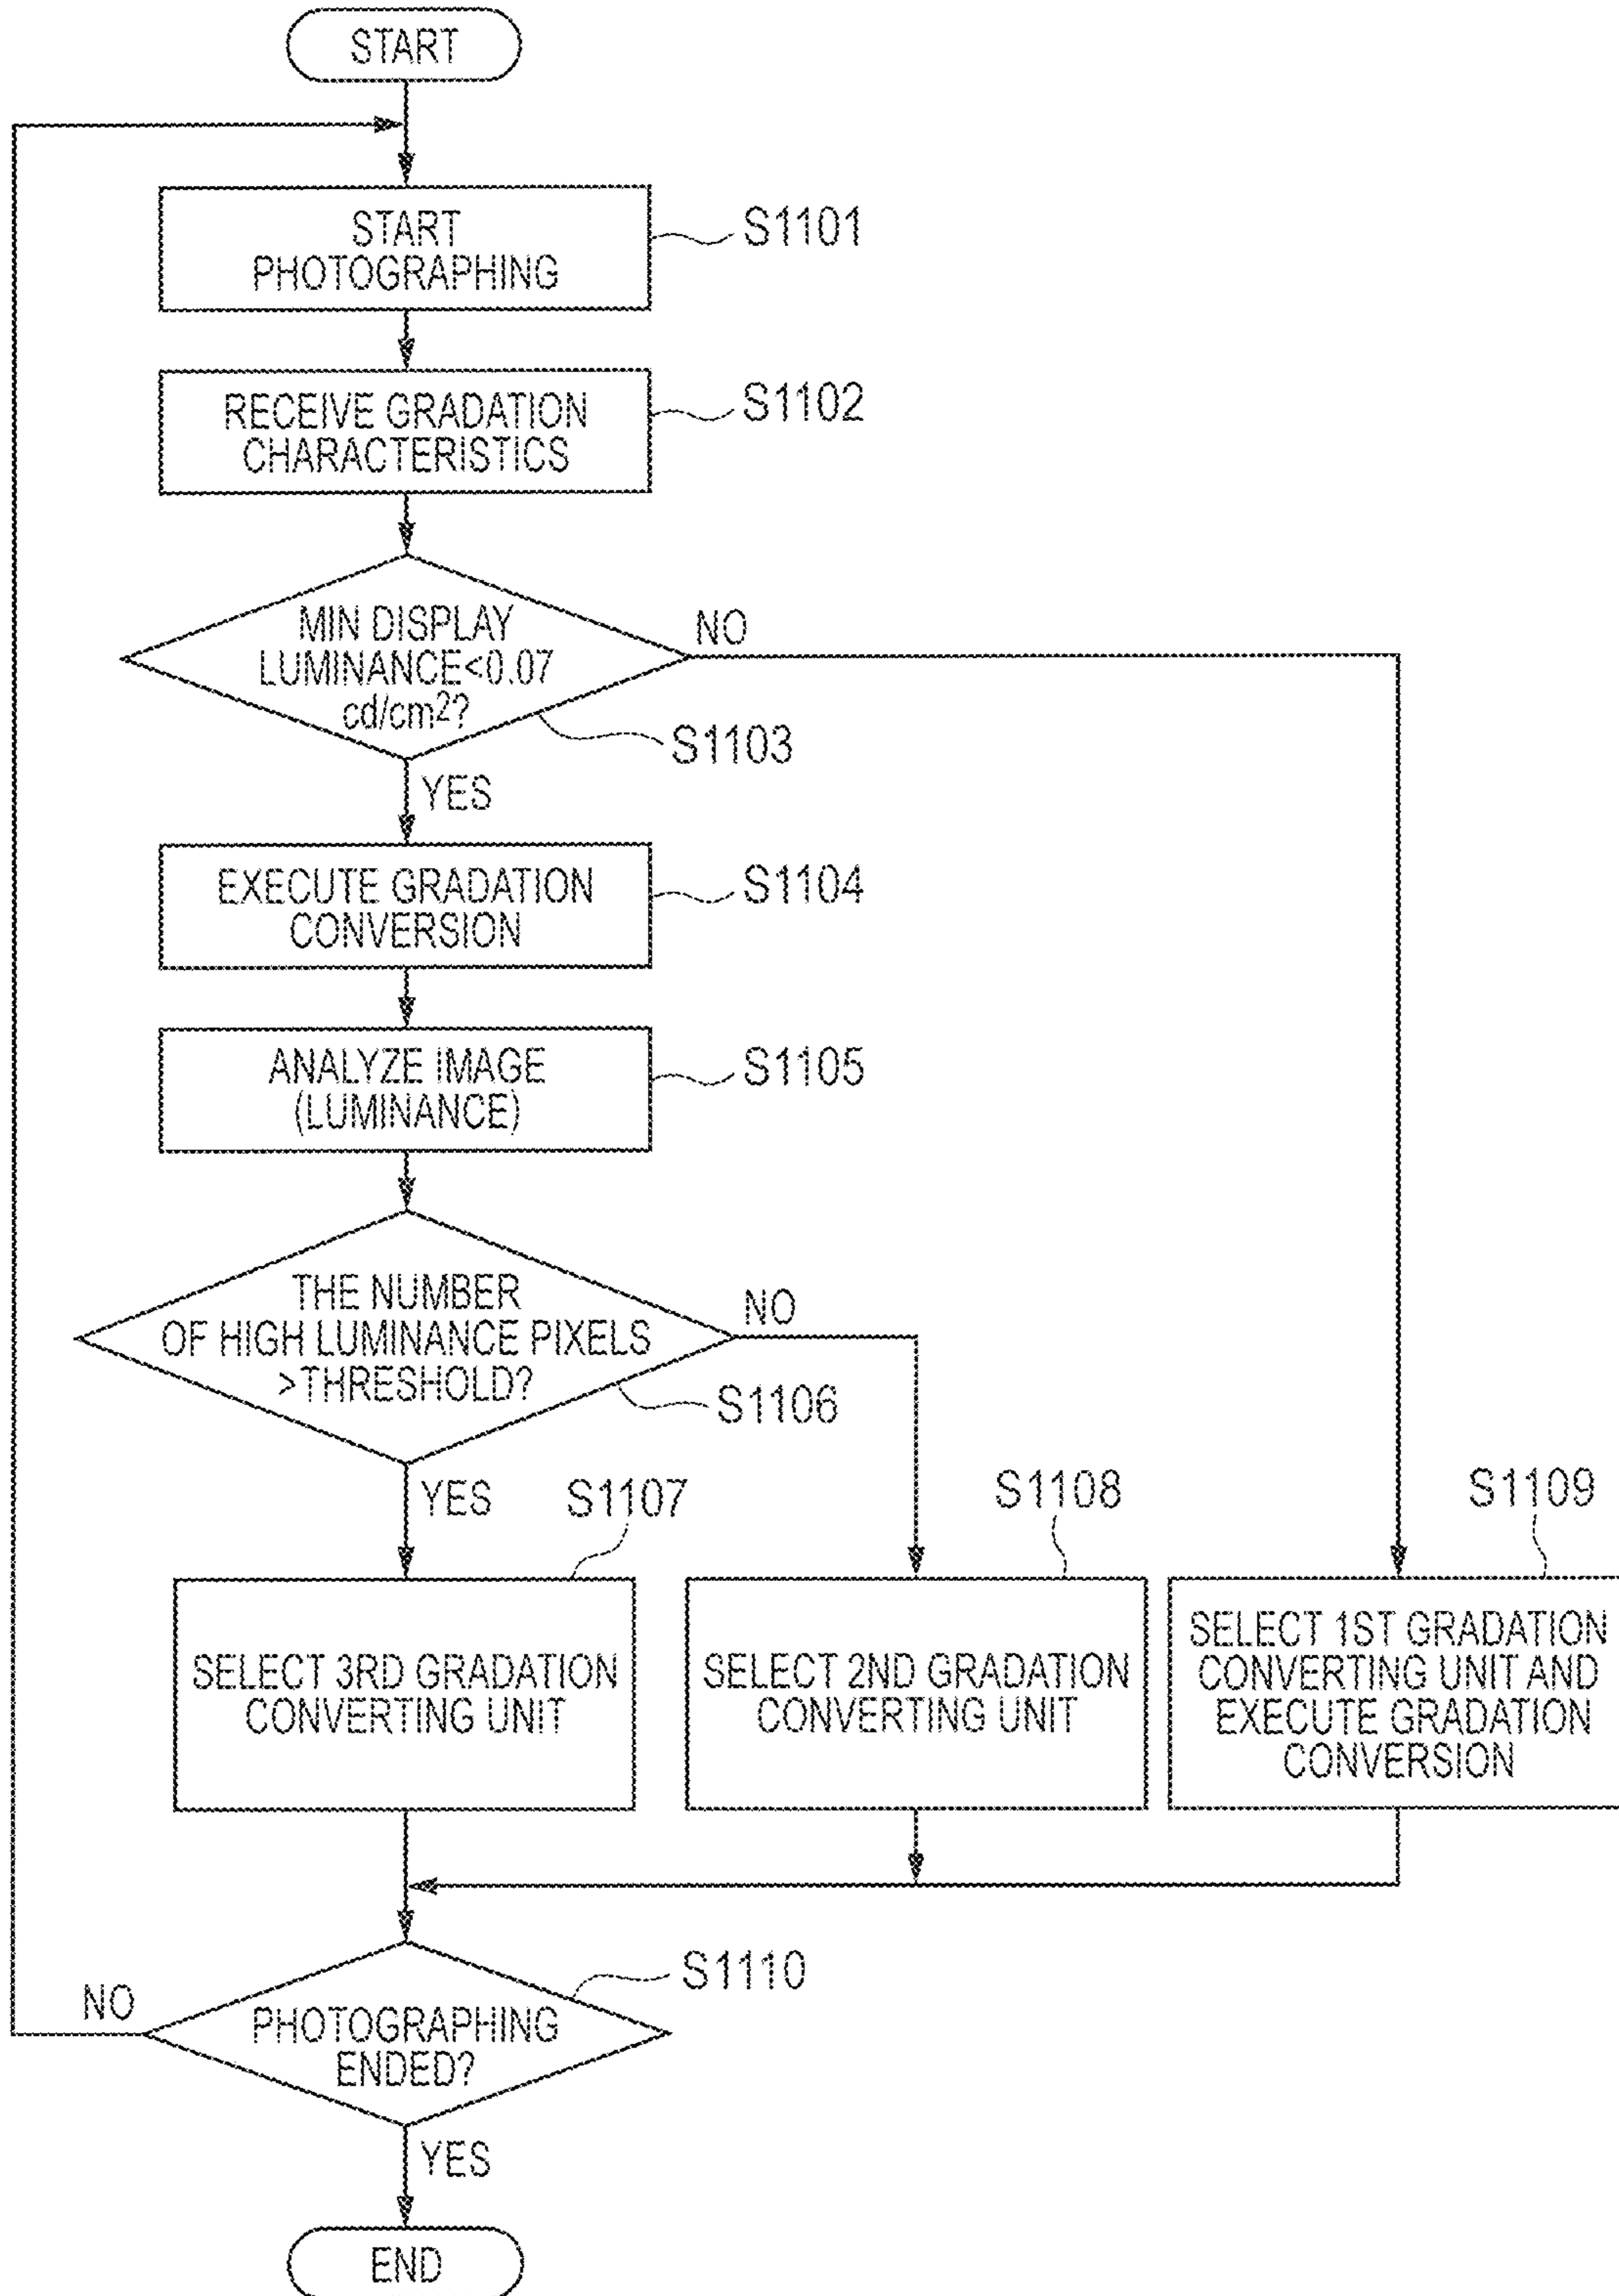 START
START
PHOTOGRAPHING
S1101
RECEIVE GRADATION
CHARACTERISTICS
S1102
MIN DISPLAY
LUMINANCE<0.07
cd/cm²?
NO
S1103
YES
EXECUTE GRADATION
CONVERSION
S1104
ANALYZE IMAGE
(LUMINANCE)
S1105
THE NUMBER
OF HIGH LUMINANCE PIXELS
>THRESHOLD?
NO
S1106
YES
S1107
S1108
S1109
SELECT 3RD GRADATION
CONVERTING UNIT
SELECT 2ND GRADATION
CONVERTING UNIT
SELECT 1ST GRADATION
CONVERTING UNIT AND
EXECUTE GRADATION
CONVERSION
S1110
NO
PHOTOGRAPHING
ENDED?
YES
END